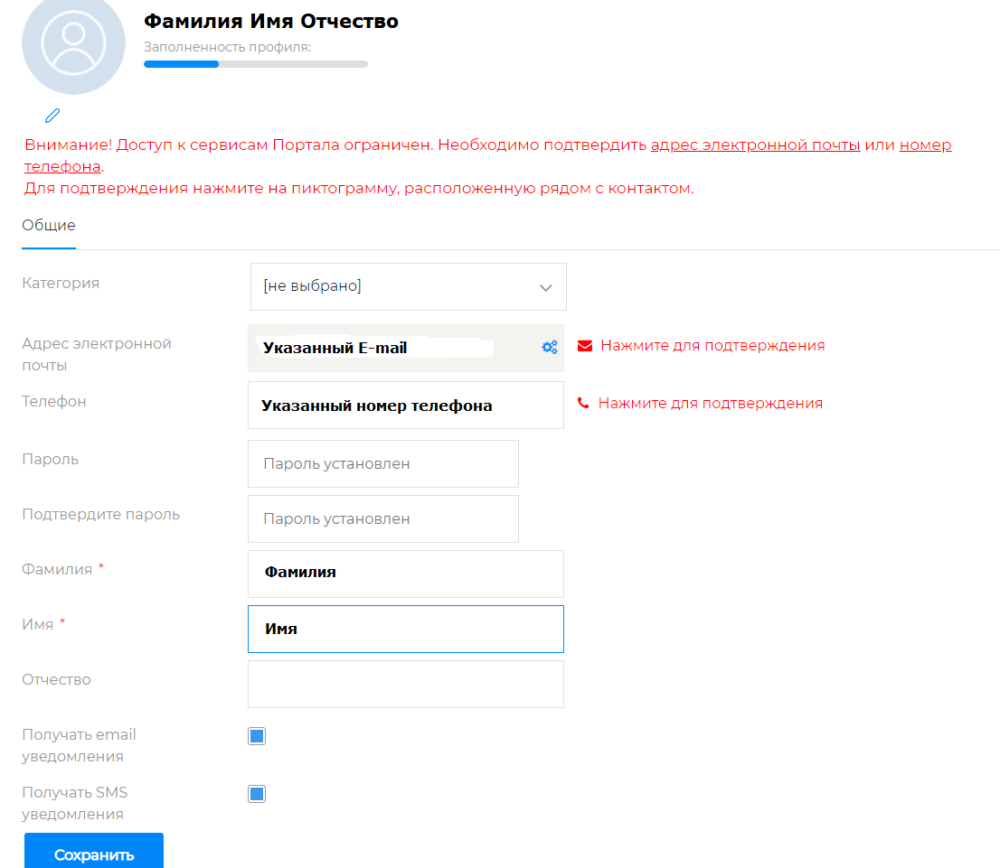 Фамилия Имя Отчество
Заполненность профиля:
Внимание! Доступ к сервисам Портала ограничен. Необходимо подтвердить адрес электронной почты или номер
телефона.
Для подтверждения нажмите на пиктограмму, расположенную рядом с контактом.
Общие
Категория
[не выбрано]
Адрес электронной
почты
Указанный E-mail
Нажмите для подтверждения
Телефон
Указанный номер телефона
Нажмите для подтверждения
Пароль
Пароль установлен
Подтвердите пароль
Пароль установлен
Фамилия *
Фамилия
Имя *
Имя
Отчество
Получать email
уведомления
Получать SMS
уведомления
Сохранить